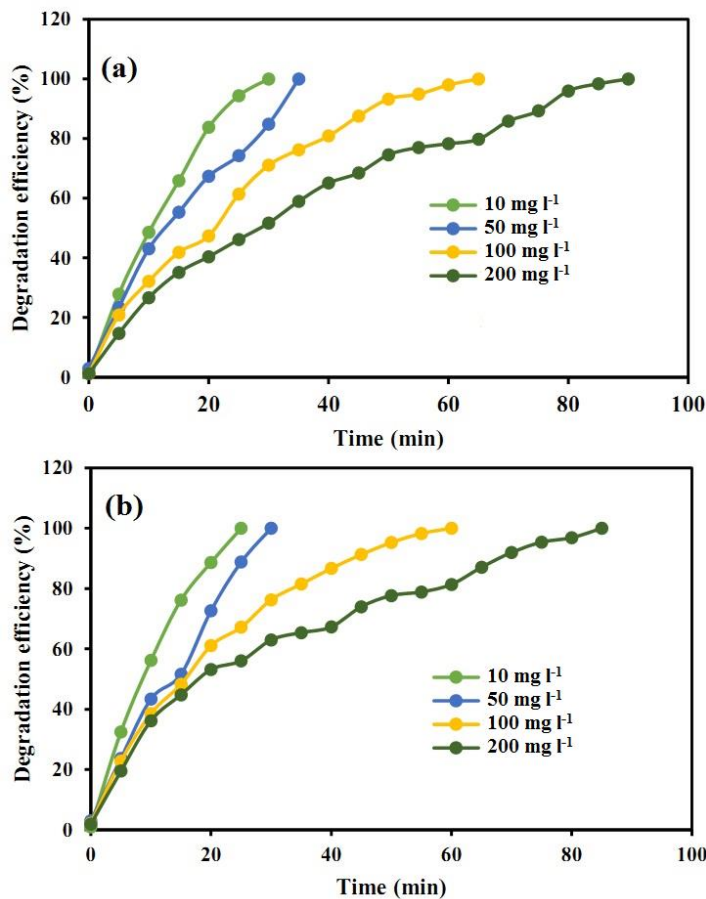 120
100
80
60
40
20
0
Degradation efficiency (%)
(a)
10 mg l-1
50 mg l-1
100 mg l-1
200 mg l-1
0 20 40 60 80 100
Time (min)
120
100
80
60
40
20
0
Degradation efficiency (%)
(b)
10 mg l-1
50 mg l-1
100 mg l-1
200 mg l-1
0 20 40 60 80 100
Time (min)